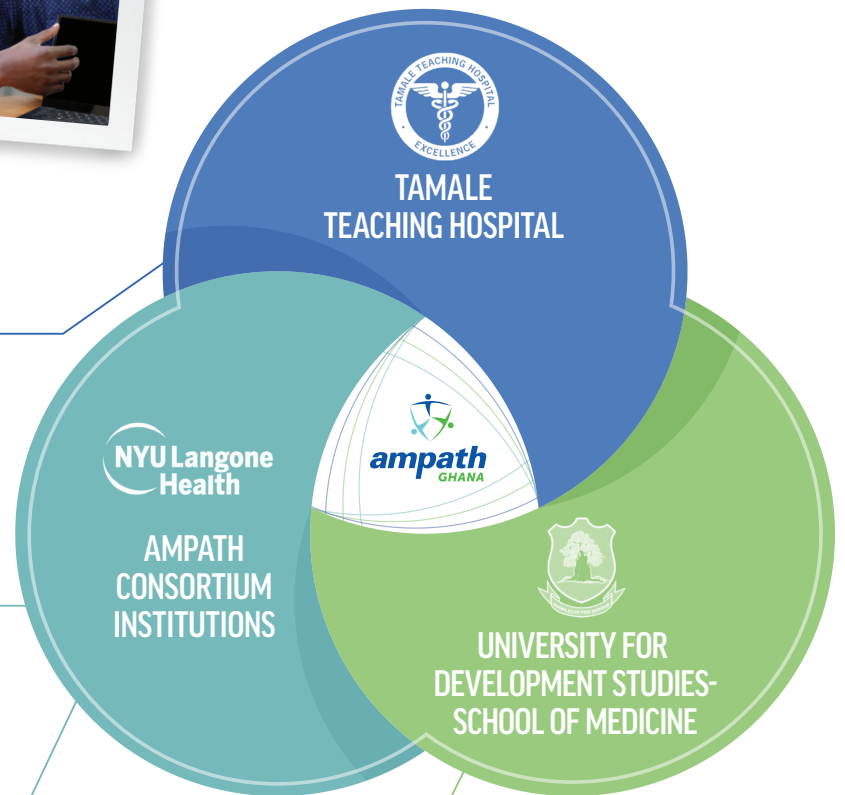 TAMALE TEACHING HOSPITAL
EXCELLENCE
TAMALE
TEACHING HOSPITAL
ampath
GHANA
NYU Langone
Health
AMPATH
CONSORTIUM
INSTITUTIONS
UNIVERSITY FOR
DEVELOPMENT STUDIES-
SCHOOL OF MEDICINE